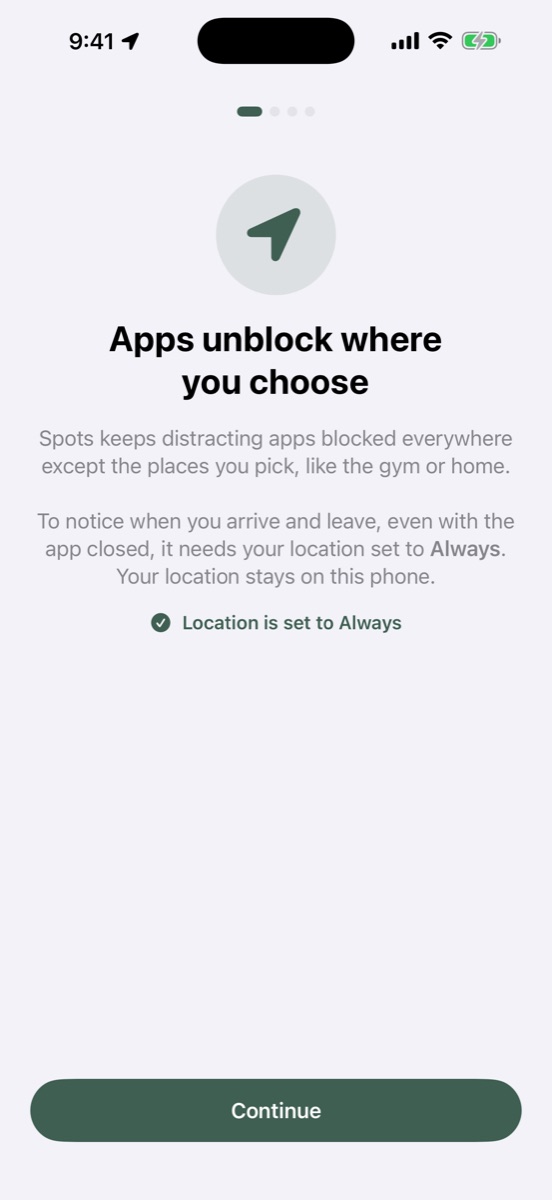 9:41
Apps unblock where
you choose
Spots keeps distracting apps blocked everywhere
except the places you pick, like the gym or home.
To notice when you arrive and leave, even with the
app closed, it needs your location set to Always.
Your location stays on this phone.
Location is set to Always
Continue